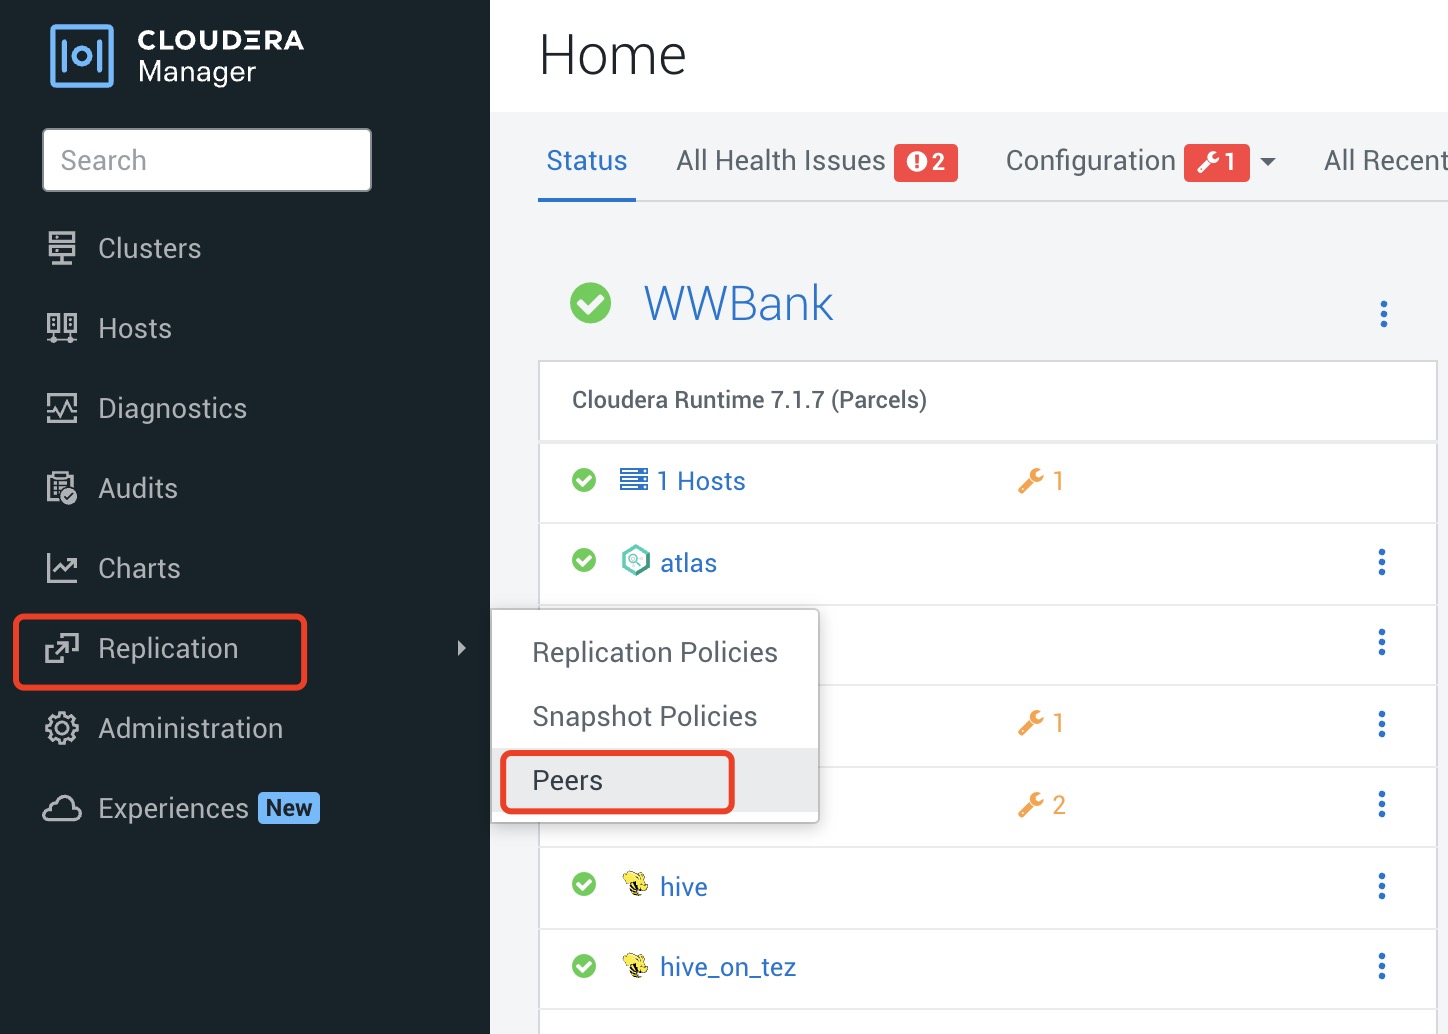 CLOUDERA
Manager
Search
Clusters
Hosts
Diagnostics
Audits
Charts
Replication
Administration
Experiences New
Home
Status All Health Issues 2 Configuration 1 All Recent
WWBank
Cloudera Runtime 7.1.7 (Parcels)
1 Hosts 1
atlas
Replication Policies
Snapshot Policies
1
Peers
2
hive
hive_on_tez